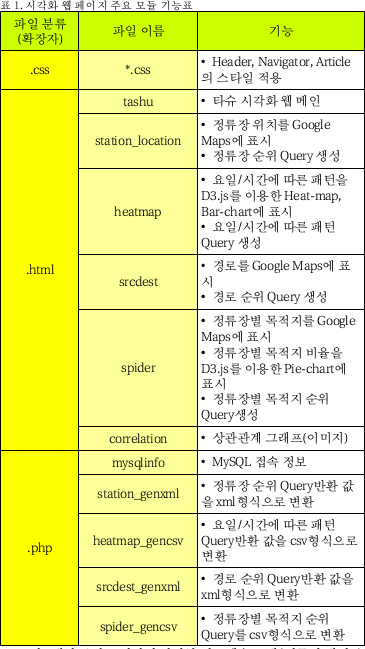 표 1. 시각화 웹 페이지 주요 모듈 기능표
파일 분류
(확장자)
파일 이름
기능
.css
*.css
• Header, Navigator, Article
의 스타일 적용
.html
tashu
• 타슈 시각화 웹 메인
station_location
• 정류장 위치를 Google
Maps에 표시
• 정류장 순위 Query 생성
heatmap
• 요일/시간에 따른 패턴을
D3.js를 이용한 Heat-map,
Bar-chart에 표시
• 요일/시간에 따른 패턴
Query 생성
srcdest
• 경로를 Google Maps에 표
시
• 경로 순위 Query 생성
spider
• 정류장별 목적지를 Google
Maps에 표시
• 정류장별 목적지 비율을
D3.js를 이용한 Pie-chart에
표시
• 정류장별 목적지 순위
Query생성
correlation
• 상관관계 그래프(이미지)
.php
mysqlinfo
• MySQL 접속 정보
station_genxml
• 정류장 순위 Query반환 값
을 xml형식으로 변환
heatmap_gencsv
• 요일/시간에 따른 패턴
Query반환 값을 csv형식으로
변환
srcdest_genxml
• 경로 순위 Query반환 값을
xml형식으로 변환
spider_gencsv
• 정류장별 목적지 순위
Query를 csv형식으로 변환